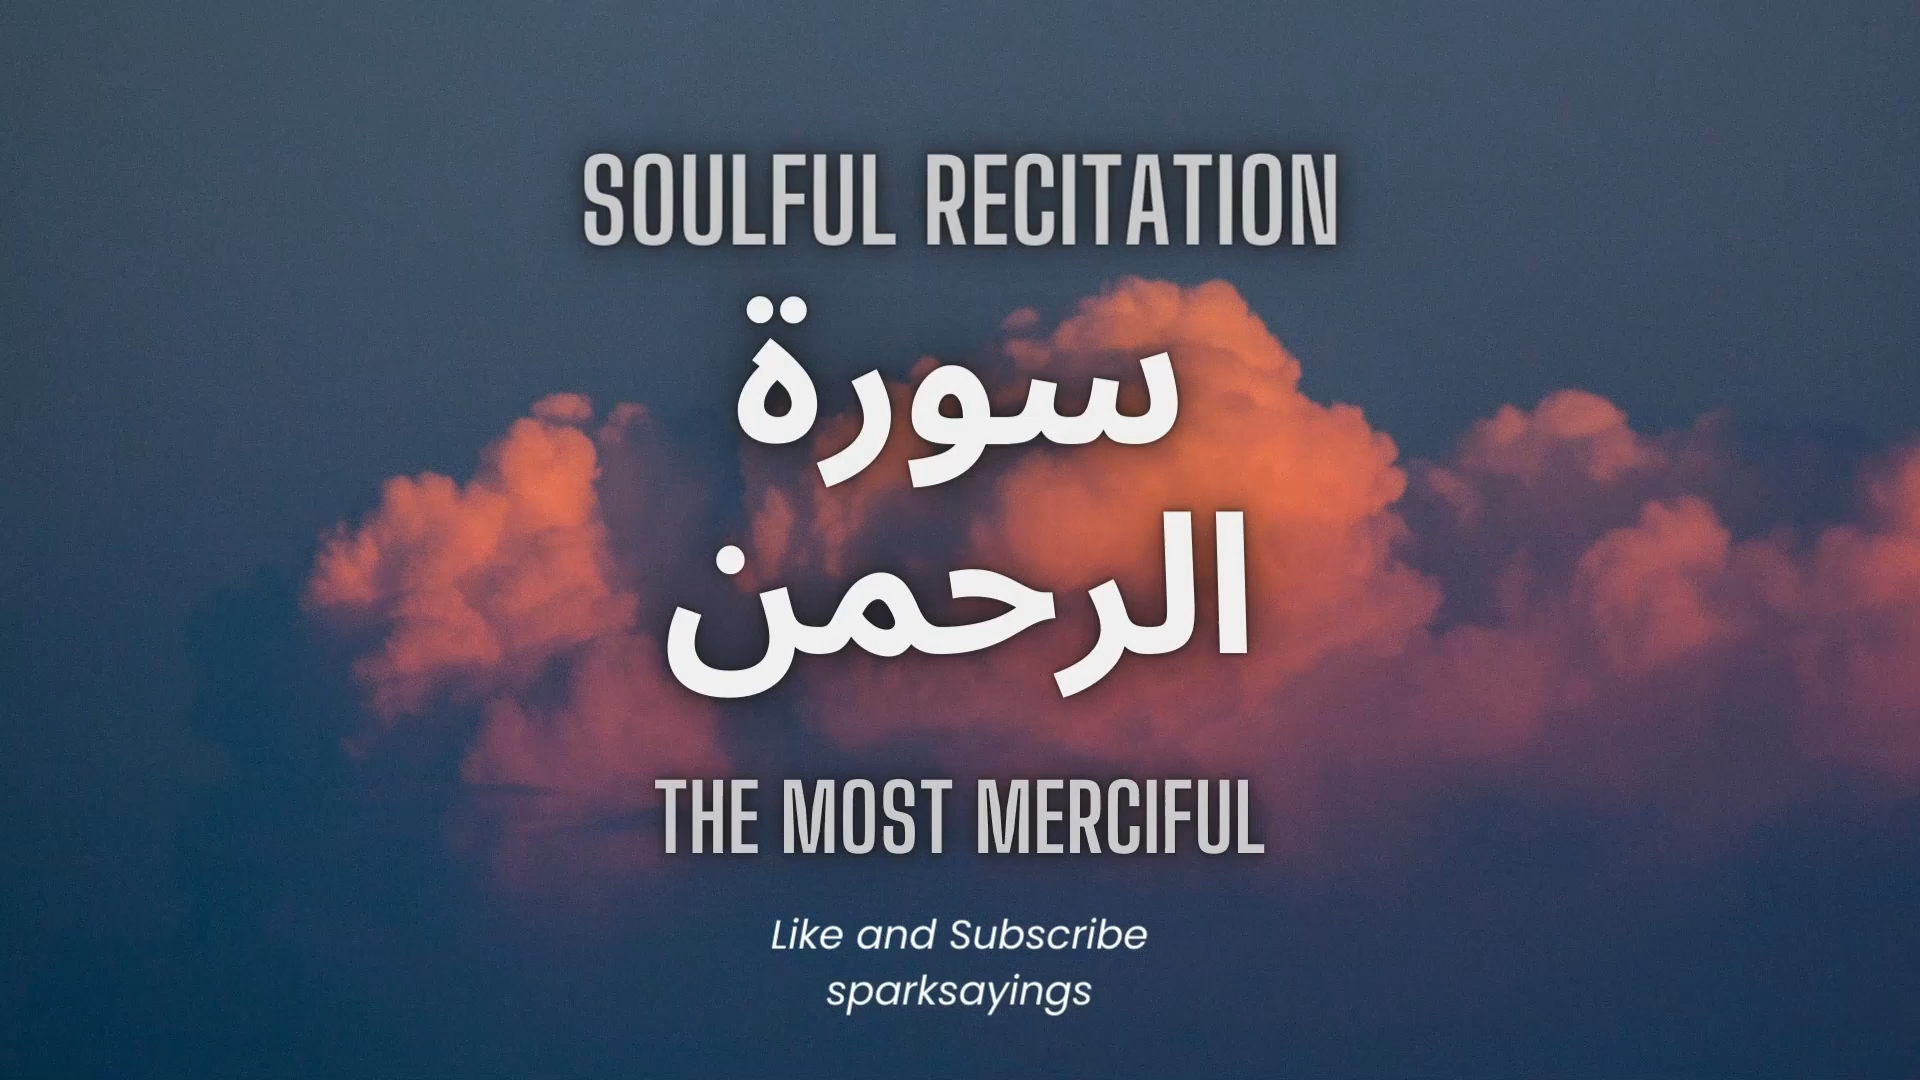 SOULFUL RECITATION
سورة
الرحمن
THE MOST MERCIFUL
Like and Subscribe
sparksayings